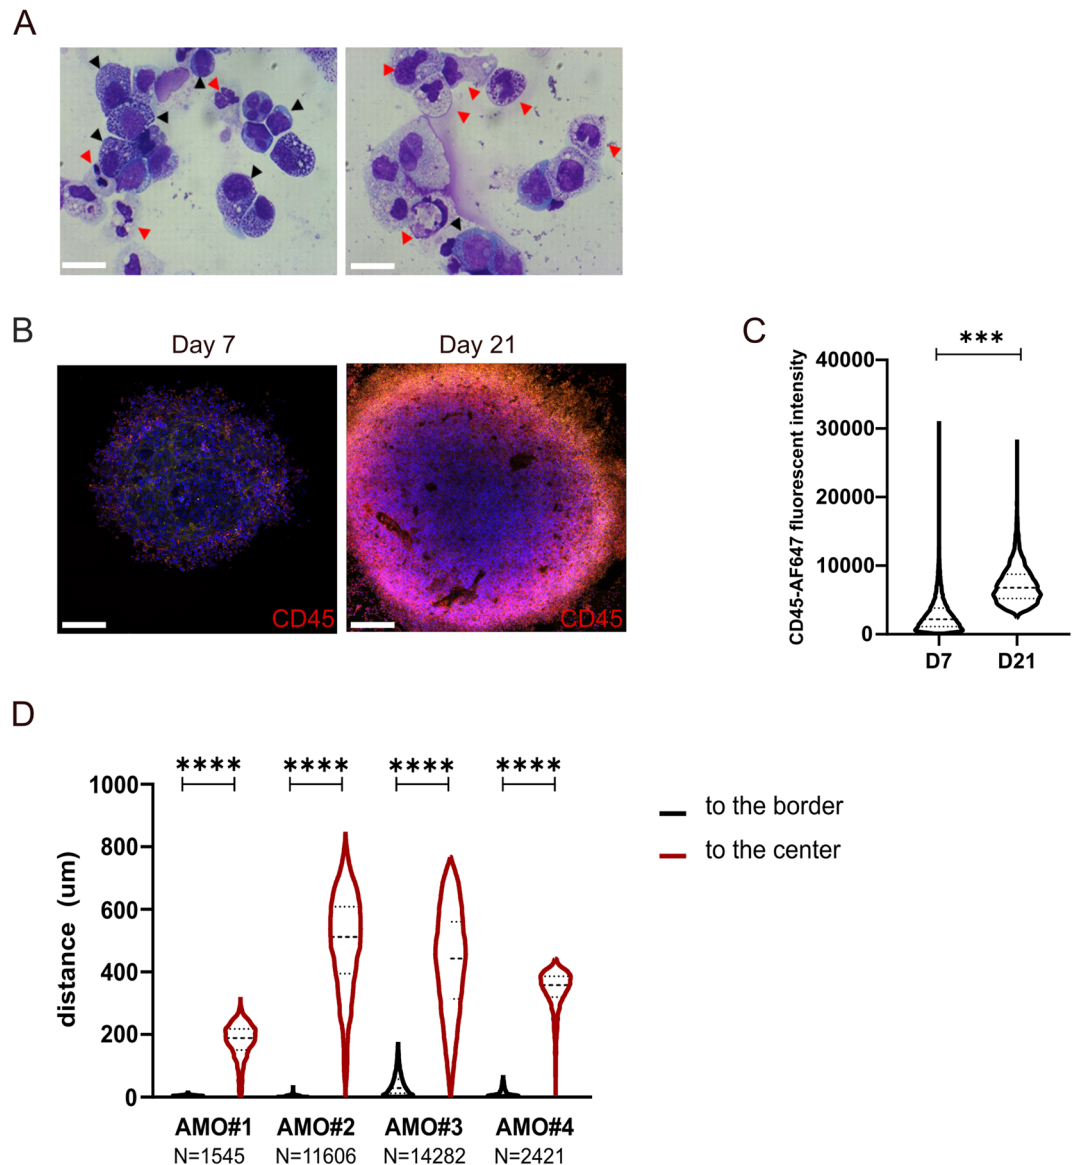 A
B
Day 7
Day 21
CD45
CD45
C
***
CD45-AF647 fluorescent intensity
40000
30000
20000
10000
0
D7
D21
D
**** **** **** ****
distance (um)
1000
800
600
400
200
0
to the border
to the center
AMO#1 AMO#2 AMO#3 AMO#4
N=1545 N=11606 N=14282 N=2421